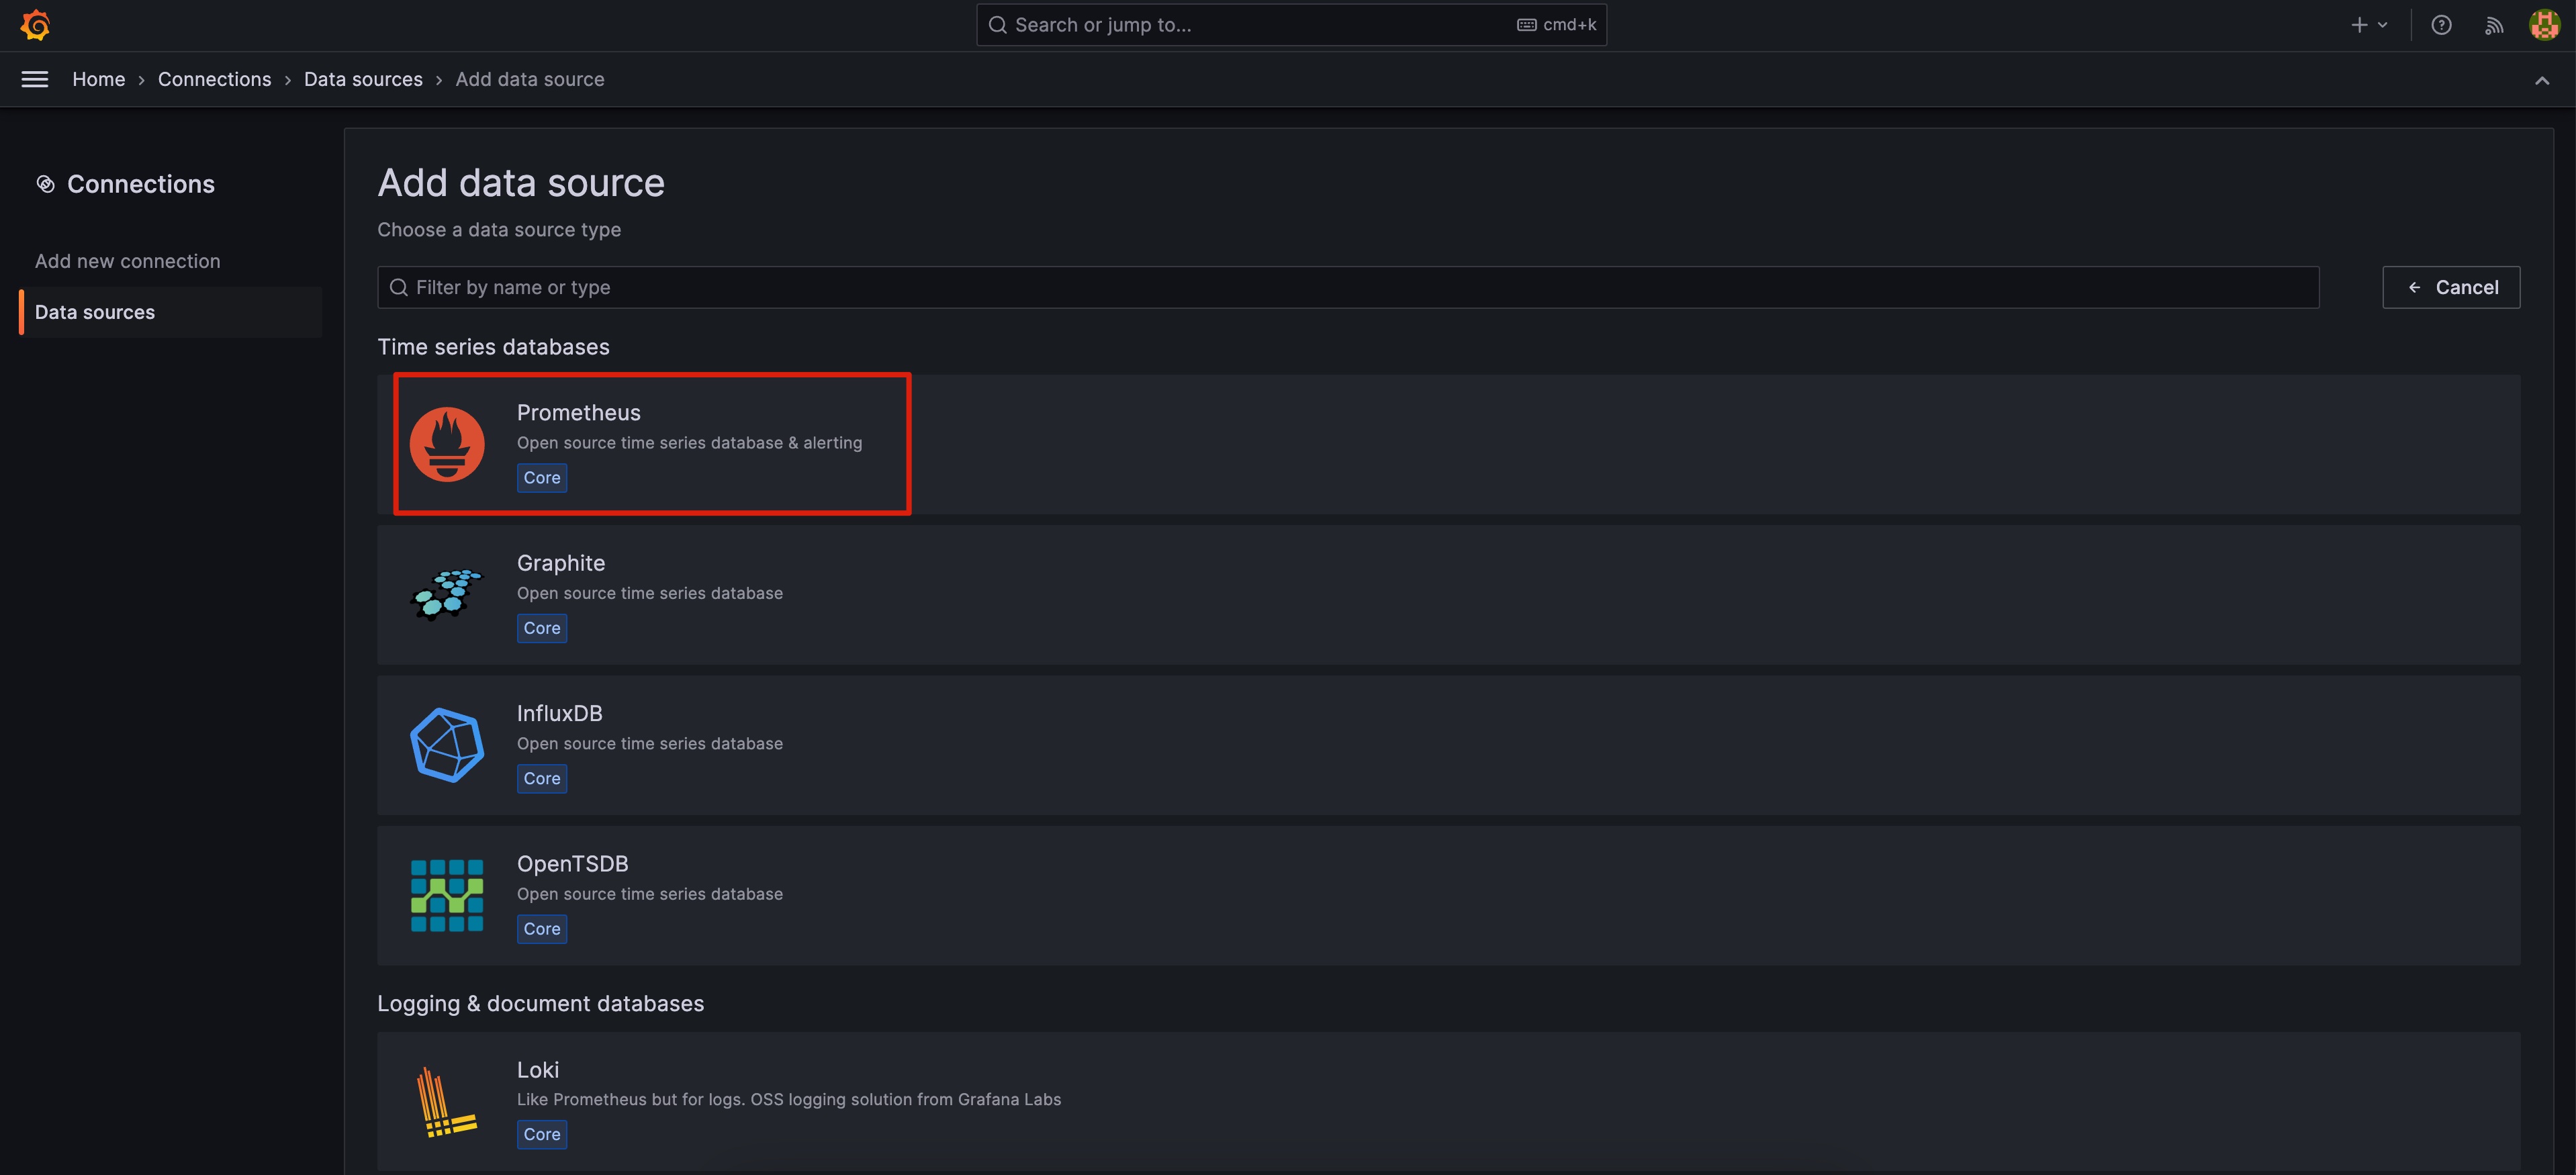 Search or jump to... cmd+k
Home › Connections › Data sources › Add data source
Connections
Add new connection
Data sources
Add data source
Choose a data source type
Filter by name or type
Cancel
Time series databases
Prometheus
Open source time series database & alerting
Core
Graphite
Open source time series database
Core
InfluxDB
Open source time series database
Core
OpenTSDB
Open source time series database
Core
Logging & document databases
Loki
Like Prometheus but for logs. OSS logging solution from Grafana Labs
Core